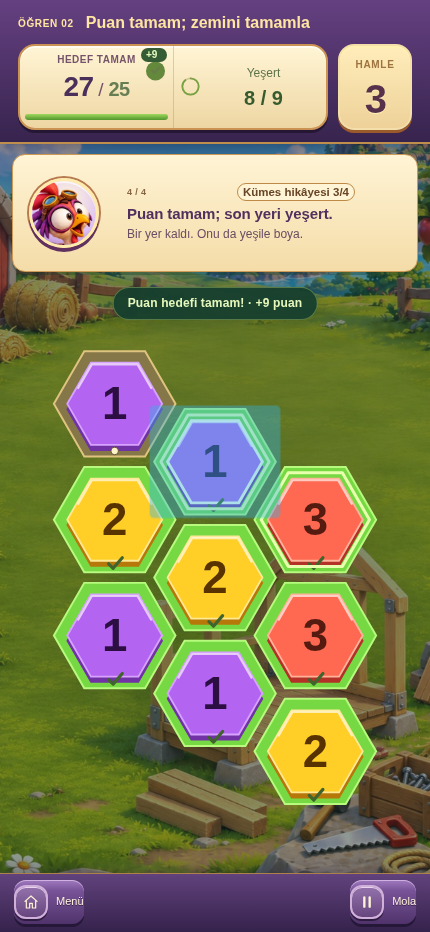 ÖĞREN 02 Puan tamam; zemini tamamla
HEDEF TAMAM +9
27 / 25
Yeşert
8 / 9
HAMLE
3
4 / 4 Kümes hikâyesi 3/4
Puan tamam; son yeri yeşert.
Bir yer kaldı. Onu da yeşile boya.
Puan hedefi tamam! · +9 puan
1
1
2
3
2
1
3
1
2
Menü
Mola